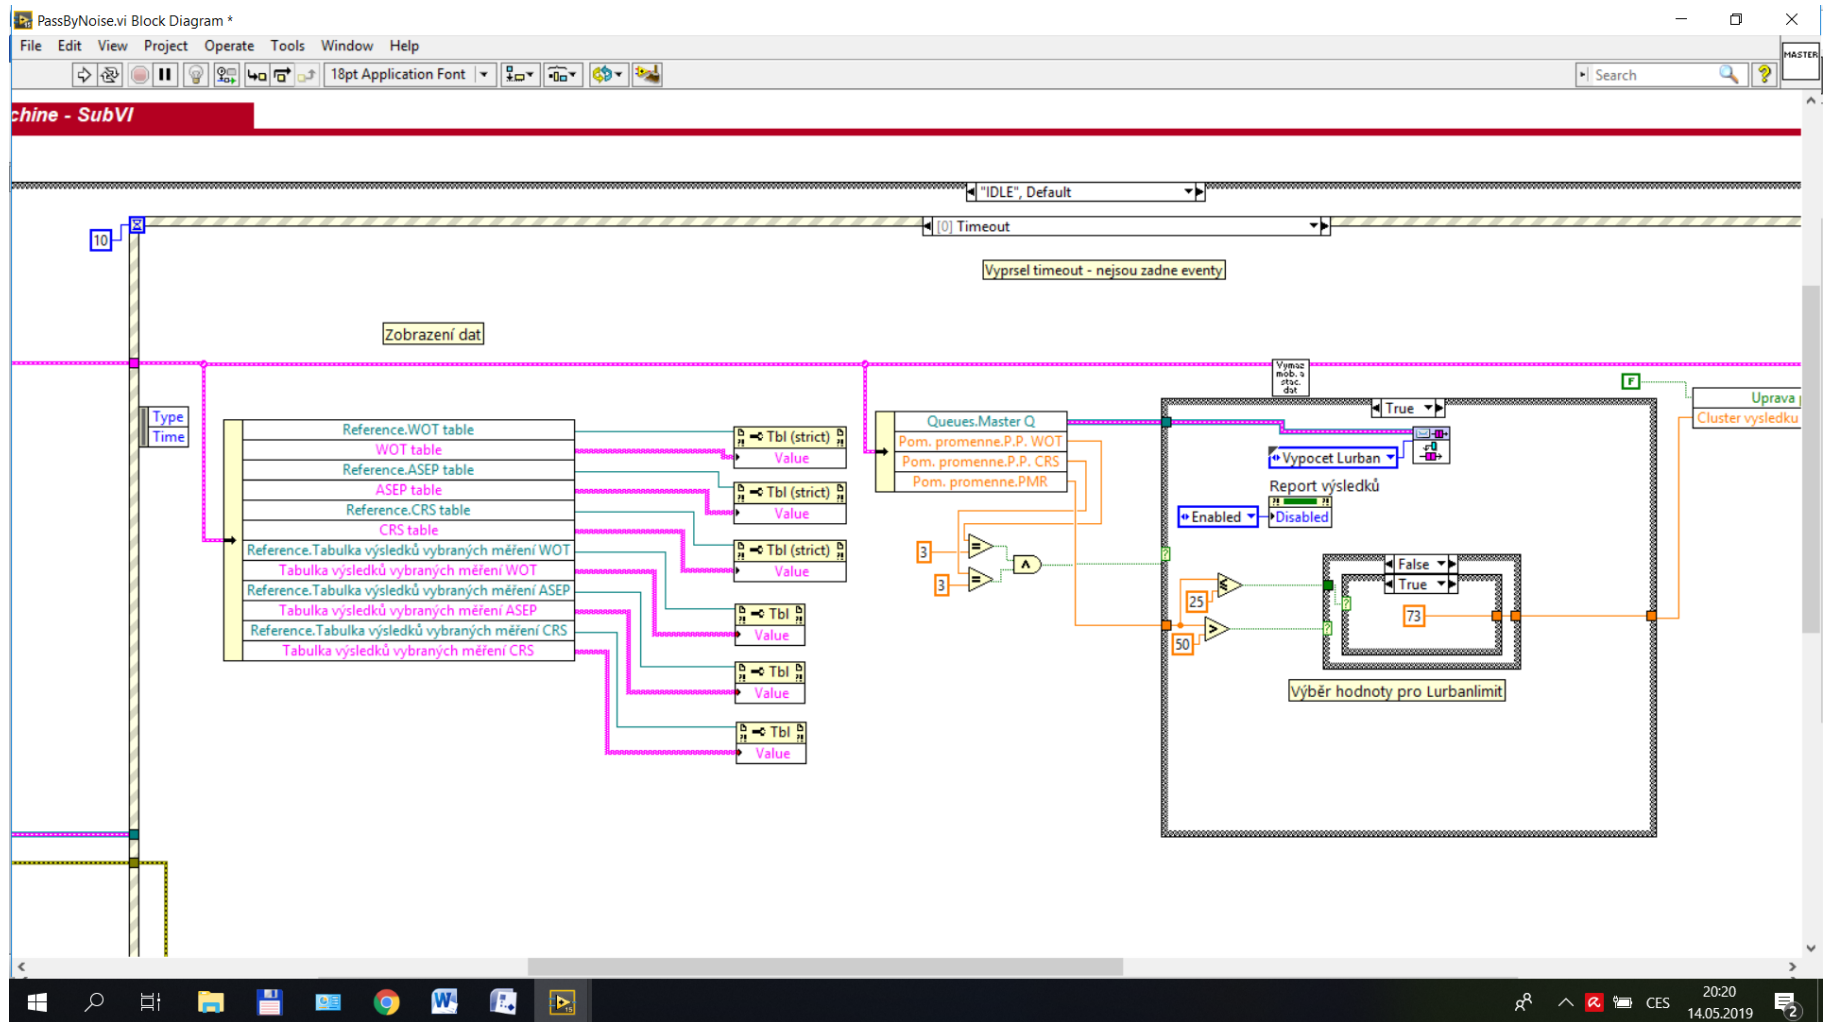 PassByNoise.vi Block Diagram *
File Edit View Project Operate Tools Window Help
18pt Application Font
Search
MASTER
chine - SubVI
"IDLE", Default
[0] Timeout
10
Vyprsel timeout - nejsou zadne eventy
Zobrazení dat
Type
Time
Reference.WOT table
WOT table
Reference.ASEP table
ASEP table
Reference.CRS table
CRS table
Reference.Tabulka výsledků vybraných měření WOT
Tabulka výsledků vybraných měření WOT
Reference.Tabulka výsledků vybraných měření ASEP
Tabulka výsledků vybraných měření ASEP
Reference.Tabulka výsledků vybraných měření CRS
Tabulka výsledků vybraných měření CRS
Tbl (strict)
Value
Tbl (strict)
Value
Tbl (strict)
Value
Tbl
Value
Tbl
Value
Tbl
Value
Queues.Master Q
Pom. promenne.P.P. WOT
Pom. promenne.P.P. CRS
Pom. promenne.PMR
3
3
Vymaz
mob. a
stac.
dat
True
Vypocet Lurban
Report výsledků
Enabled
Disabled
False
True
25
50
73
Výběr hodnoty pro Lurbanlimit
F
Uprava
Cluster vysledku
CES
20:20
14.05.2019
2